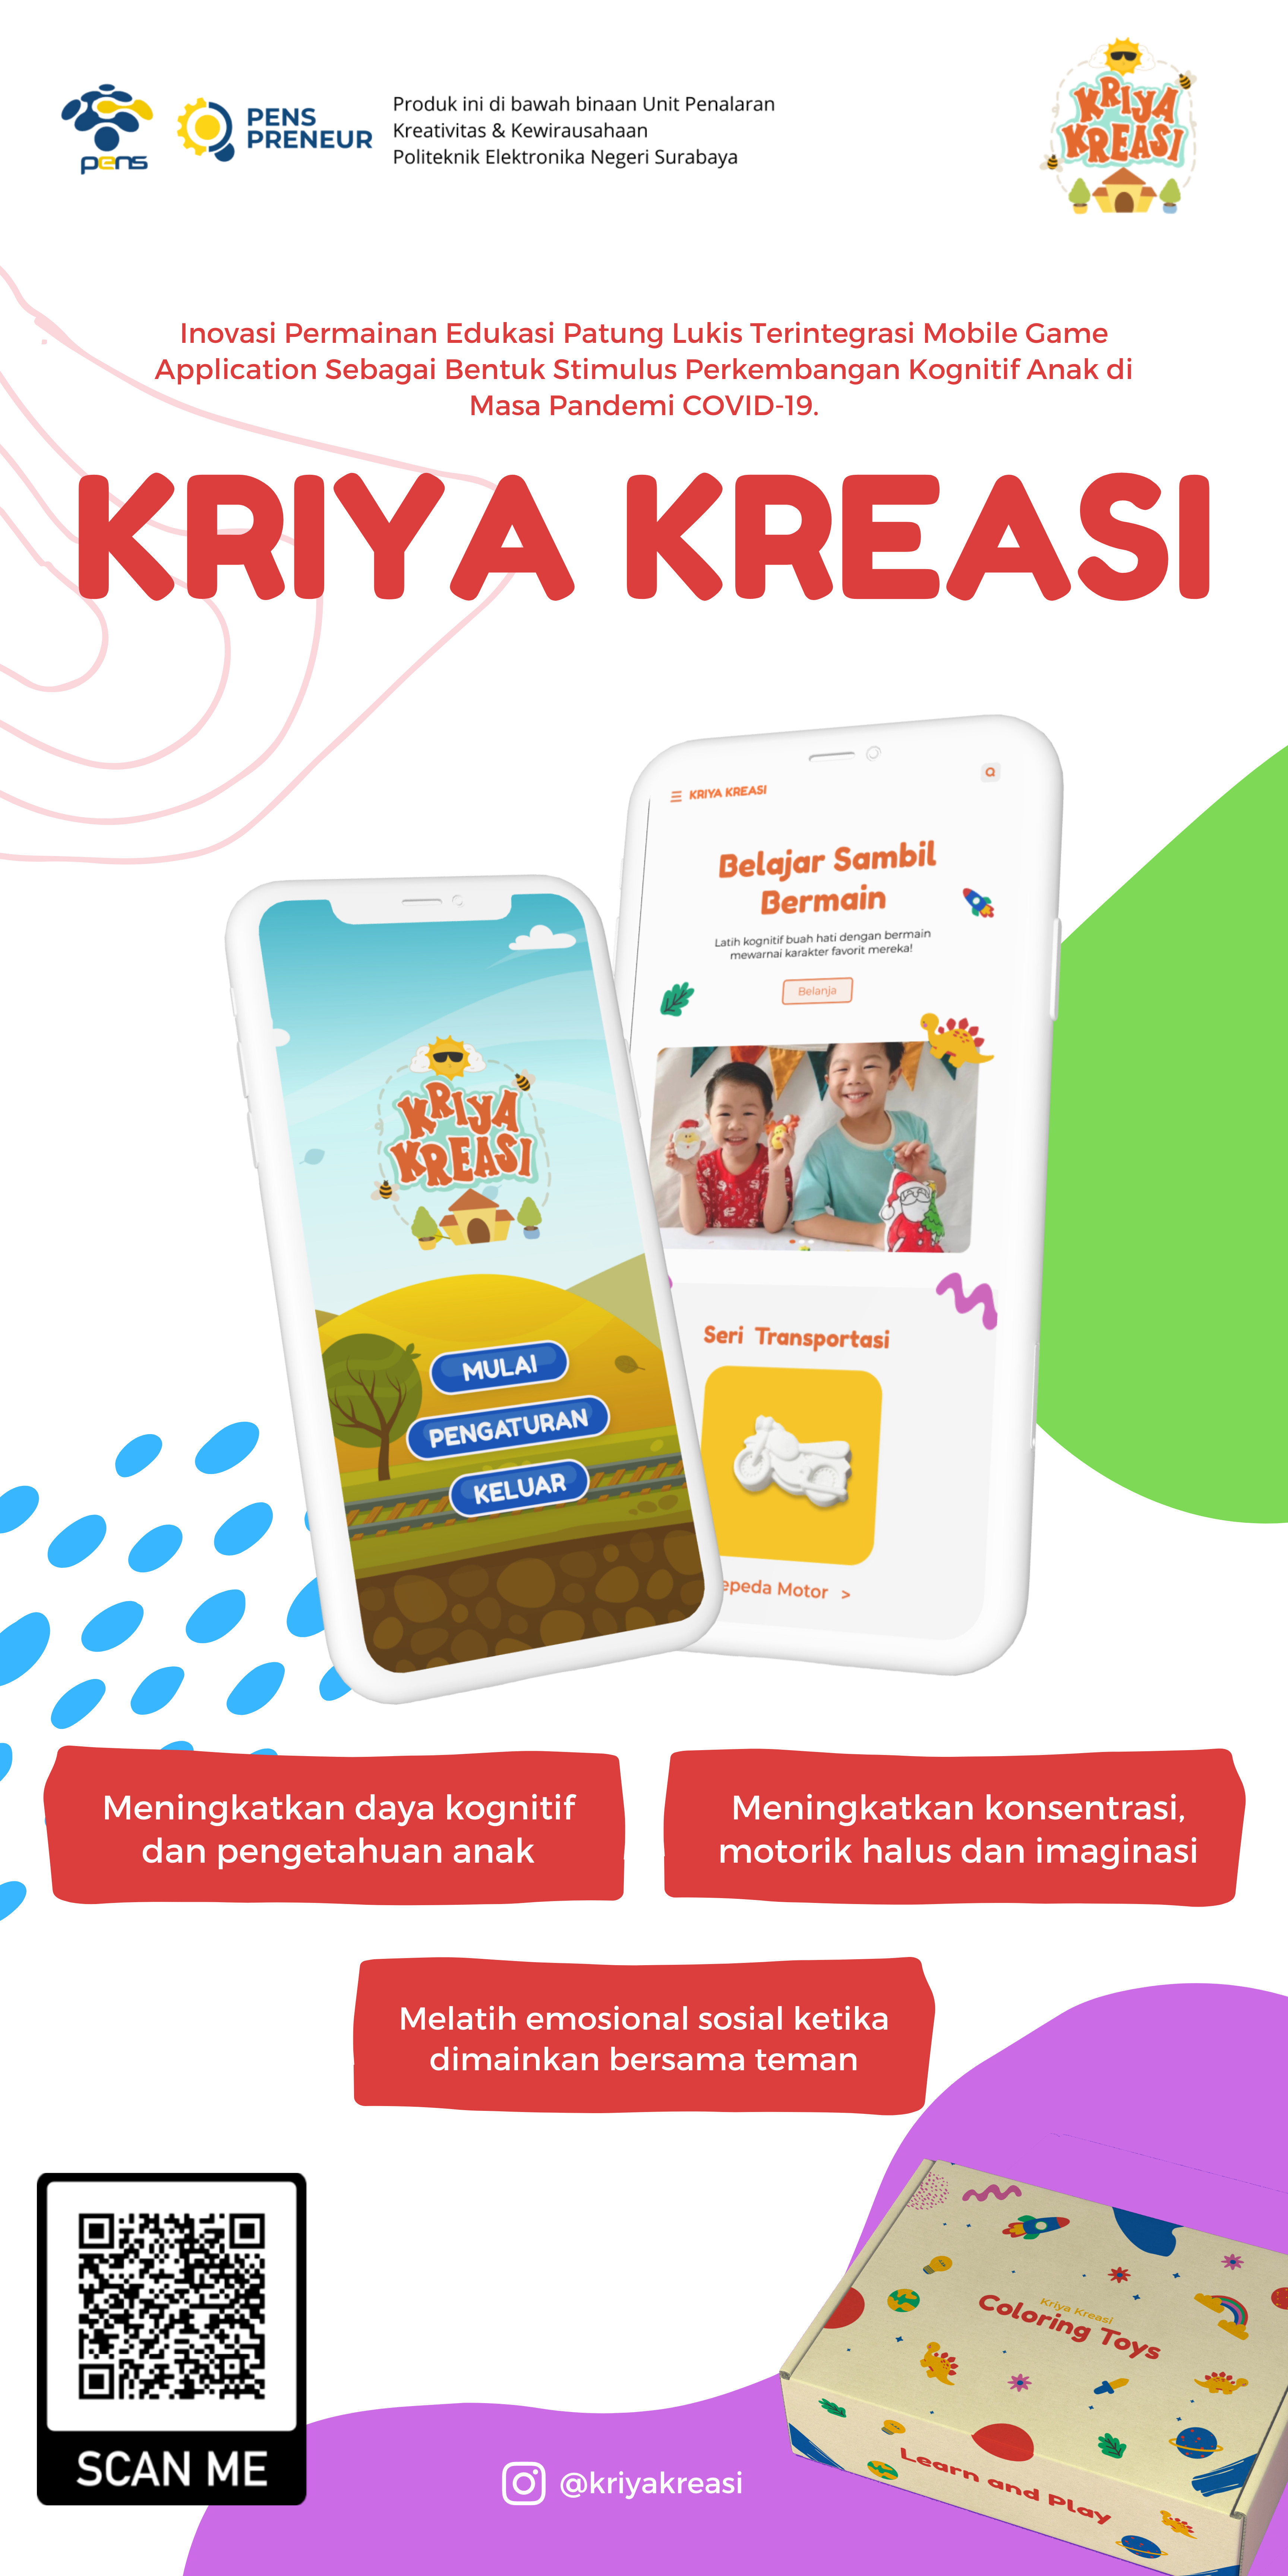 pens
PENS
PRENEUR
Produk ini di bawah binaan Unit Penalaran
Kreativitas & Kewirausahaan
Politeknik Elektronika Negeri Surabaya
KRIYA
KREASI
Inovasi Permainan Edukasi Patung Lukis Terintegrasi Mobile Game
Application Sebagai Bentuk Stimulus Perkembangan Kognitif Anak di
Masa Pandemi COVID-19.
KRIYA KREASI
KRIYA KREASI
Belajar Sambil
Bermain
Latih kognitif buah hati dengan bermain
mewarnai karakter favorit mereka!
Belanja
Seri Transportasi
epeda Motor >
KRIYA
KREASI
MULAI
PENGATURAN
KELUAR
Meningkatkan daya kognitif
dan pengetahuan anak
Meningkatkan konsentrasi,
motorik halus dan imaginasi
Melatih emosional sosial ketika
dimainkan bersama teman
SCAN ME
@kriyakreasi
Kriya Kreasi
Coloring Toys
Learn and Play